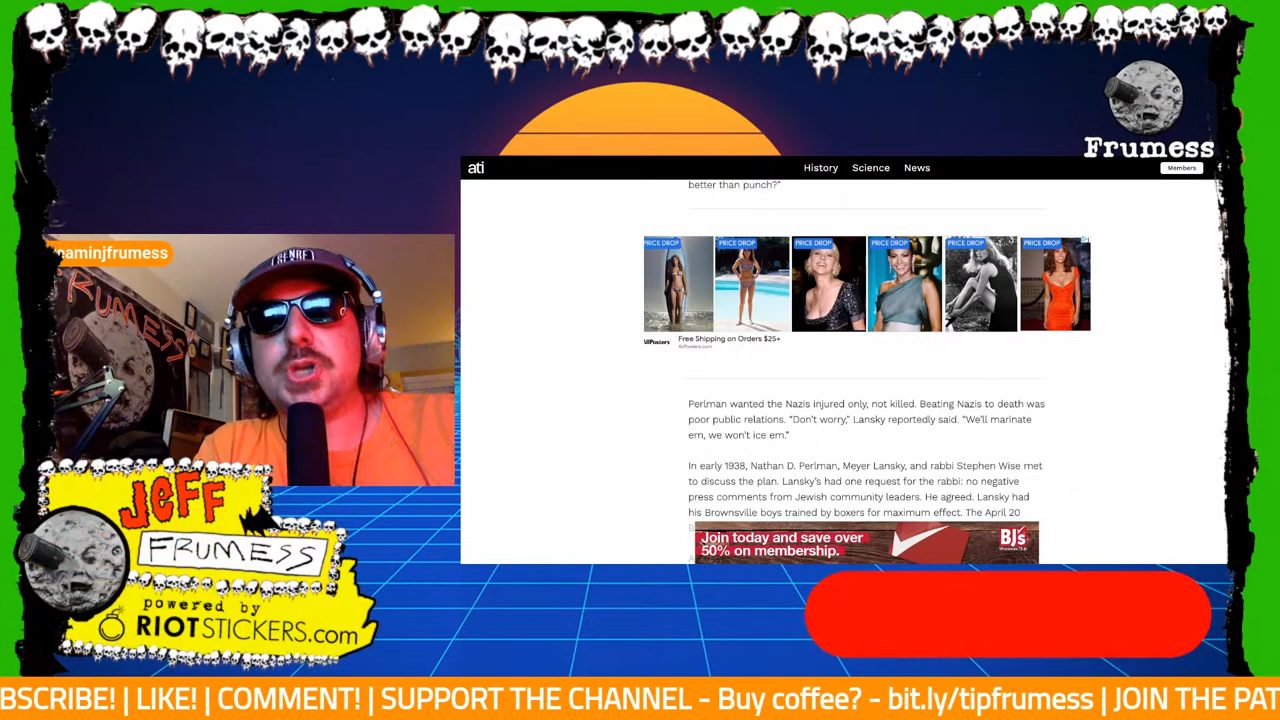 Frumess
ati
History Science News
Members
f
better than punch?"
PRICE DROP PRICE DROP PRICE DROP PRICE DROP PRICE DROP PRICE DROP
AllPosters
Free Shipping on Orders $25+
AllPosters.com
eaminjfrumess
FRUMESS
GENRE
Perlman wanted the Nazis injured only, not killed. Beating Nazis to death was
poor public relations. "Don't worry," Lansky reportedly said. "We'll marinate
em, we won't ice em."
In early 1938, Nathan D. Perlman, Meyer Lansky, and rabbi Stephen Wise met
to discuss the plan. Lansky's had one request for the rabbi: no negative
press comments from Jewish community leaders. He agreed. Lansky had
his Brownsville boys trained by boxers for maximum effect. The April 20
Join today and save over
50% on membership.
BJ's
JEFF
FRUMESS
powered by
RIOTSTICKERS.com
BSCRIBE! | LIKE! | COMMENT! | SUPPORT THE CHANNEL - Buy coffee? - bit.ly/tipfrumess | JOIN THE PAT